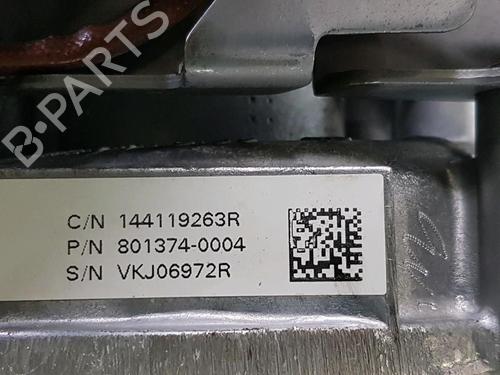 B-PARTS
C/N 144119263R
P/N 801374-0004
S/N VKJ06972R